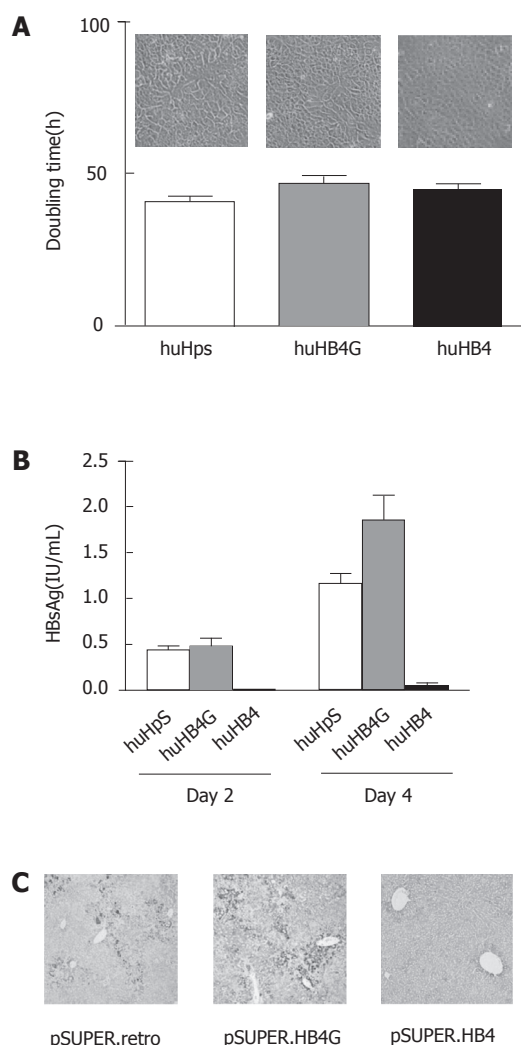 A
100
50
0
Doubling time(h)
huHps
huHB4G
huHB4
B
2.5
2.0
1.5
1.0
0.5
0.0
HBsAg(IU/mL)
huHpS
huHB4G
huHB4
huHpS
huHB4G
huHB4
Day 2
Day 4
C
pSUPER.retro
pSUPER.HB4G
pSUPER.HB4